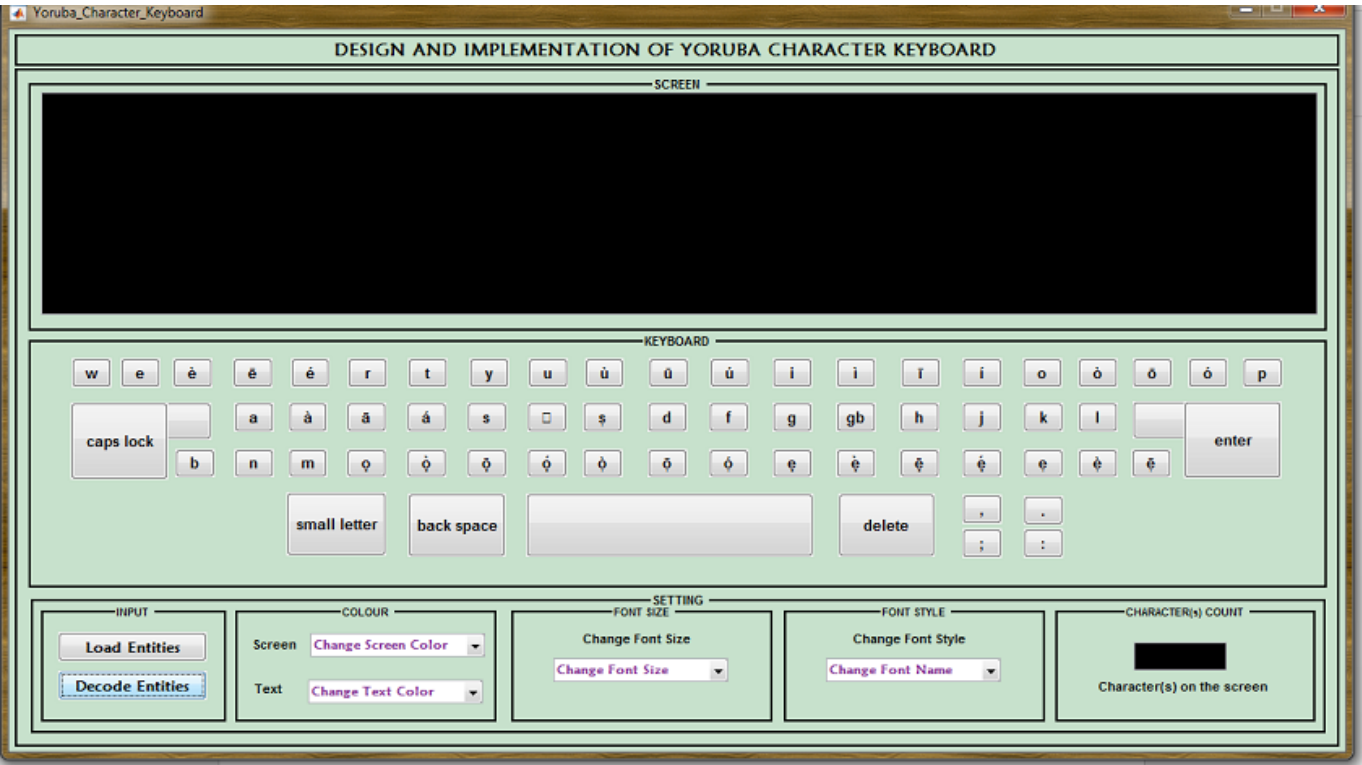 Yoruba_Character_Keyboard
DESIGN AND IMPLEMENTATION OF YORUBA CHARACTER KEYBOARD
SCREEN
KEYBOARD
w e è ē é r t y u ù ū ú i ì ī í o ò ō ó p
caps lock a à ā á s ṣ d f g gb h j k l enter
b n m ọ ọ̀ ọ̄ ọ́ ọ̀ ọ̄ ọ́ ẹ ẹ̀ ẹ̄ ẹ́ ẹ ẹ̀ ẹ̄
small letter back space delete , .
; :
SETTING
INPUT COLOUR FONT SIZE FONT STYLE CHARACTER(s) COUNT
Load Entities Screen Change Screen Color Change Font Size Change Font Style
Change Font Size Change Font Name
Decode Entities Text Change Text Color Character(s) on the screen